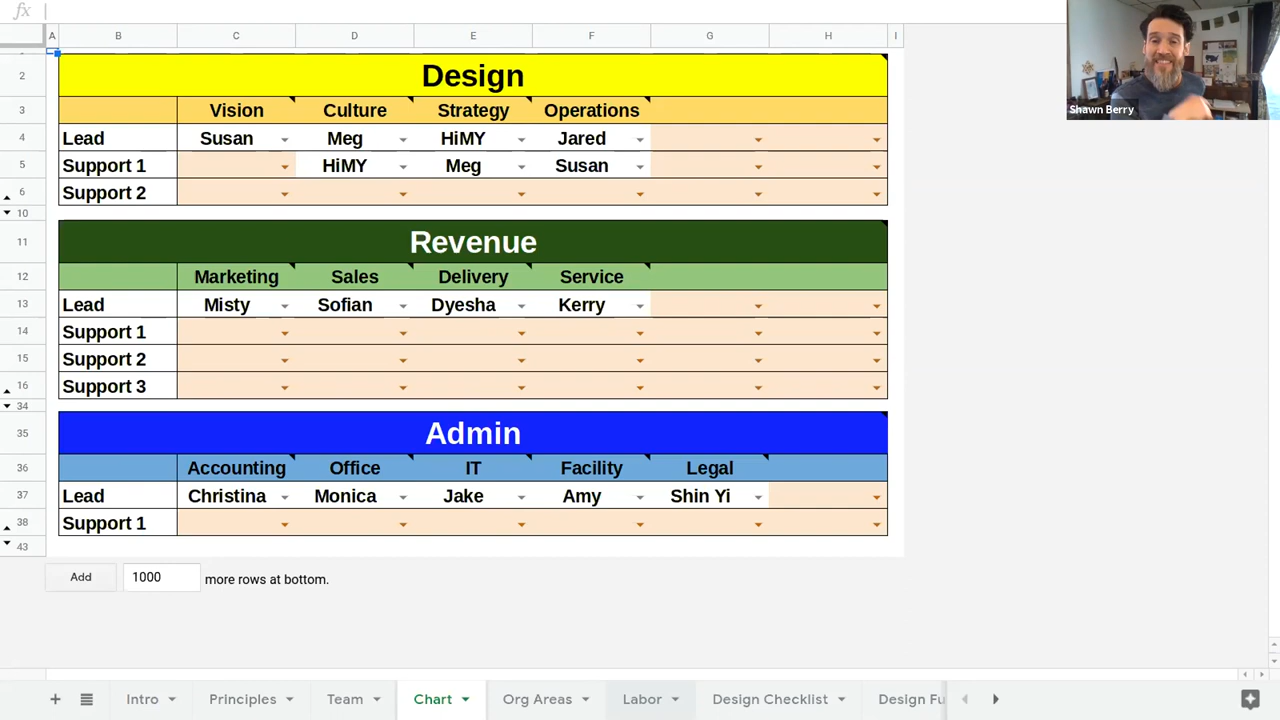 fx
A B C D E F G H I
2 Design
3 Vision Culture Strategy Operations
4 Lead Susan Meg HiMY Jared
5 Support 1 HiMY Meg Susan
6 Support 2
10
11 Revenue
12 Marketing Sales Delivery Service
13 Lead Misty Sofian Dyesha Kerry
14 Support 1
15 Support 2
16 Support 3
34
35 Admin
36 Accounting Office IT Facility Legal
37 Lead Christina Monica Jake Amy Shin Yi
38 Support 1
43
Add 1000 more rows at bottom.
Intro Principles Team Chart Org Areas Labor Design Checklist Design Fu
Shawn Berry